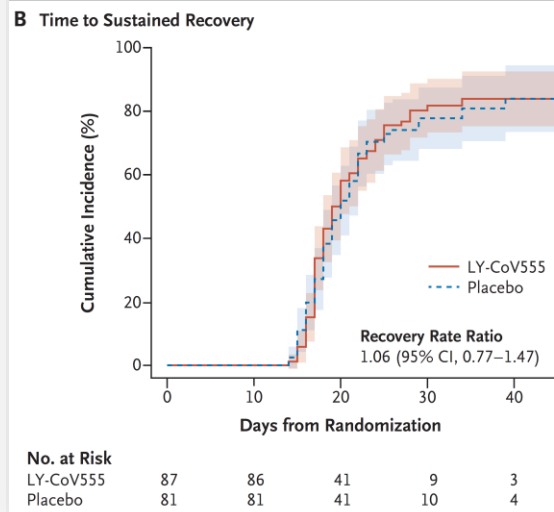 B Time to Sustained Recovery
100
80
60
40
20
0
Cumulative Incidence (%)
LY-CoV555
Placebo
Recovery Rate Ratio
1.06 (95% CI, 0.77–1.47)
0 10 20 30 40
Days from Randomization
No. at Risk
LY-CoV555 87 86 41 9 3
Placebo 81 81 41 10 4